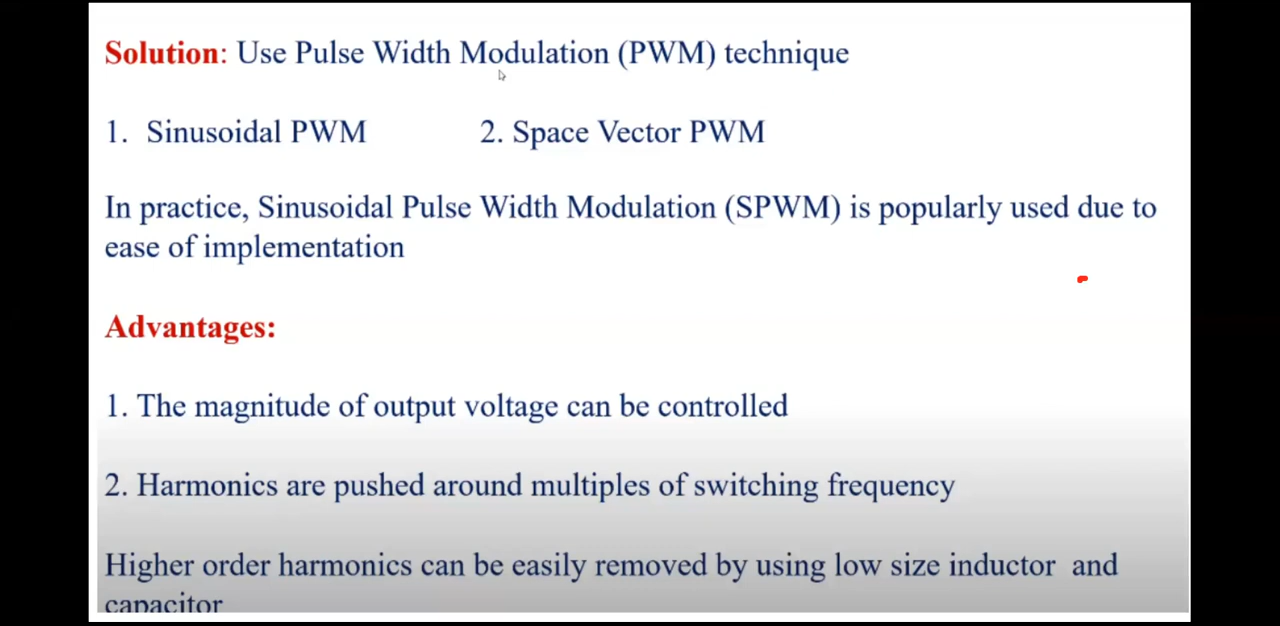 Solution: Use Pulse Width Modulation (PWM) technique
1. Sinusoidal PWM 2. Space Vector PWM
In practice, Sinusoidal Pulse Width Modulation (SPWM) is popularly used due to
ease of implementation
Advantages:
1. The magnitude of output voltage can be controlled
2. Harmonics are pushed around multiples of switching frequency
Higher order harmonics can be easily removed by using low size inductor and
capacitor